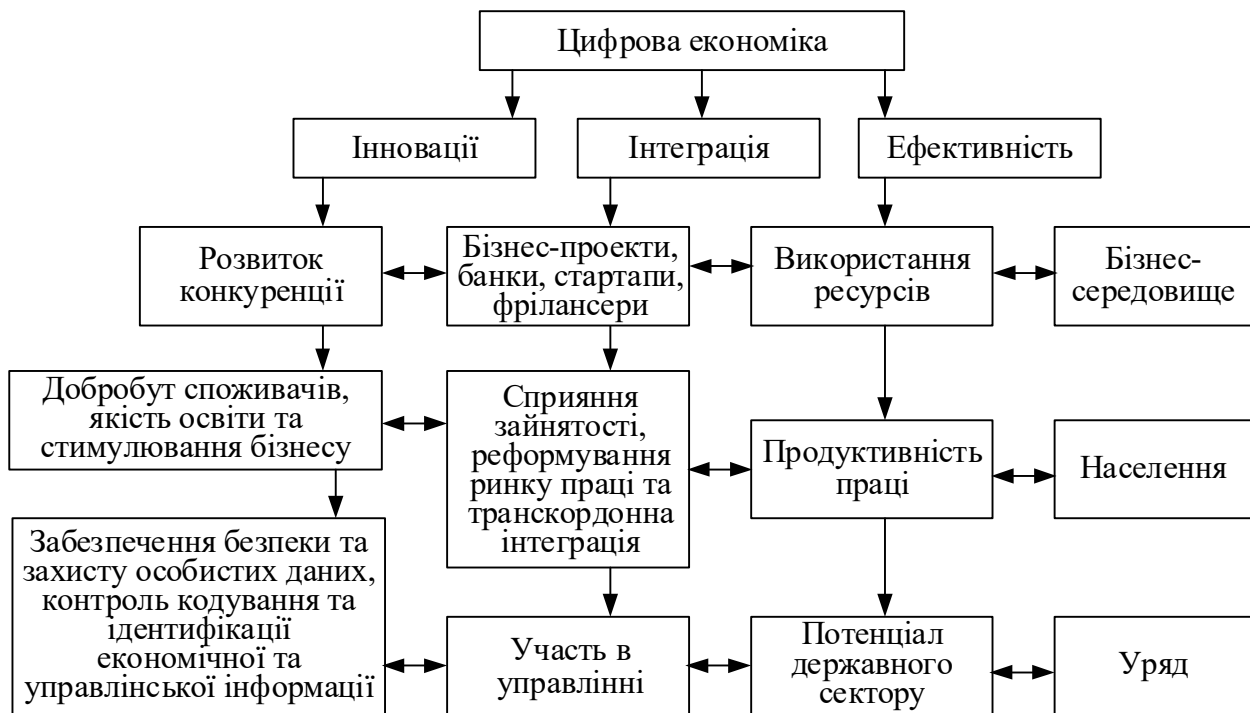 Цифрова економіка
Інновації
Інтеграція
Ефективність
Розвиток
конкуренції
Бізнес-проекти,
банки, стартапи,
фрілансери
Використання
ресурсів
Бізнес-
середовище
Добробут споживачів,
якість освіти та
стимулювання бізнесу
Сприяння
зайнятості,
реформування
ринку праці та
транскордонна
інтеграція
Продуктивність
праці
Населення
Забезпечення безпеки та
захисту особистих даних,
контроль кодування та
ідентифікації
економічної та
управлінської інформації
Участь в
управлінні
Потенціал
державного
сектору
Уряд